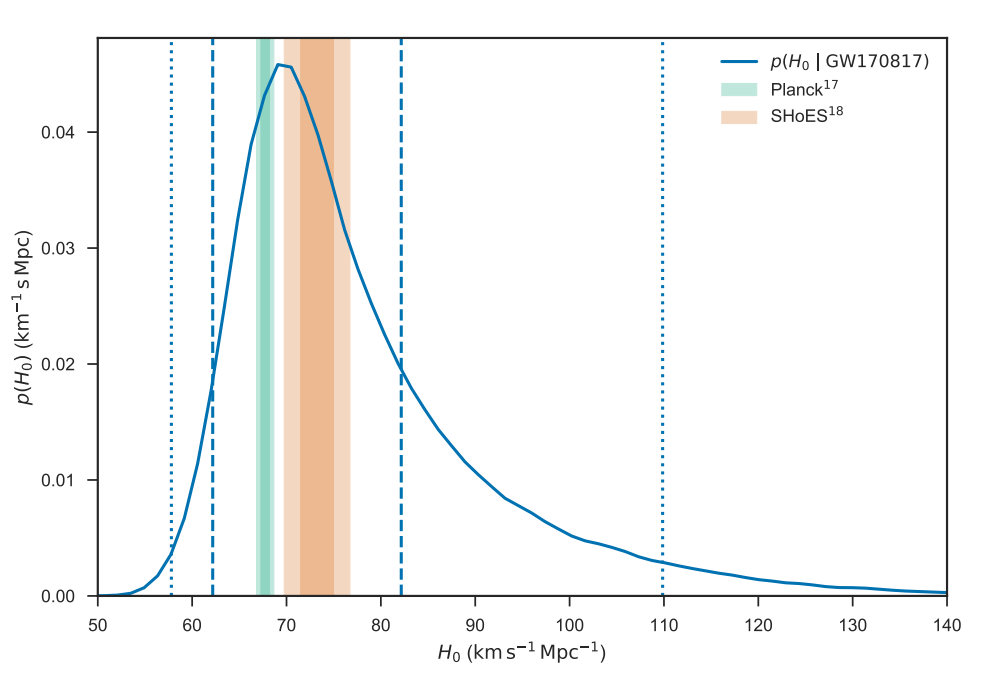 p(H₀ | GW170817)
Planck¹⁷
SHoES¹⁸
p(H₀) (km⁻¹ s Mpc)
0.04
0.03
0.02
0.01
0.00
50 60 70 80 90 100 110 120 130 140
H₀ (km s⁻¹ Mpc⁻¹)